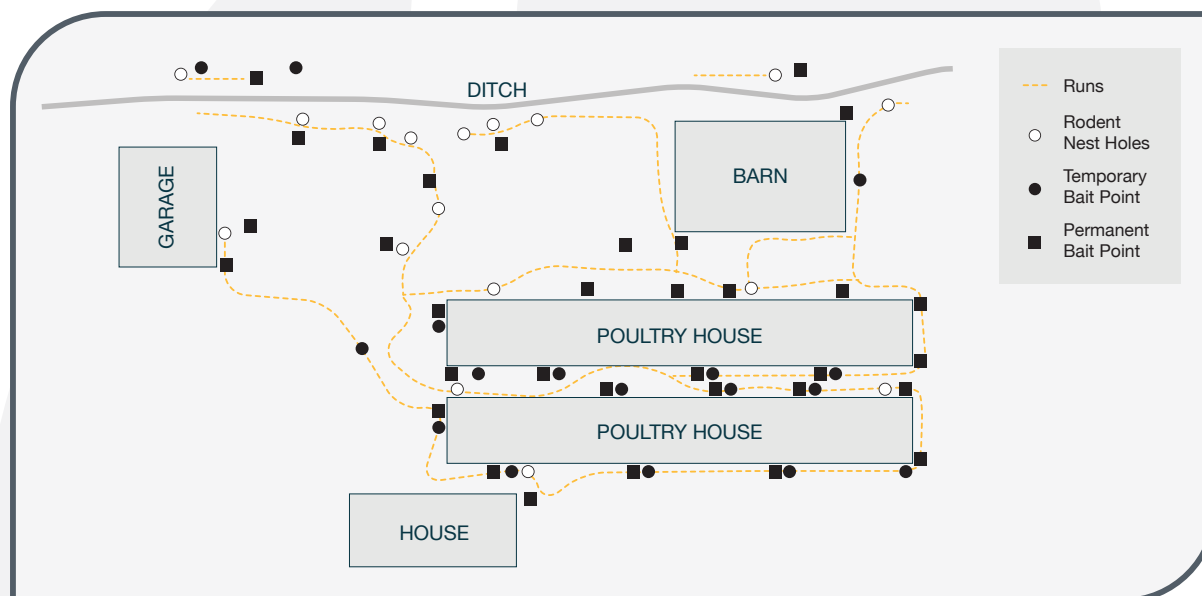 DITCH
GARAGE
BARN
POULTRY HOUSE
POULTRY HOUSE
HOUSE
Runs
Rodent
Nest Holes
Temporary
Bait Point
Permanent
Bait Point